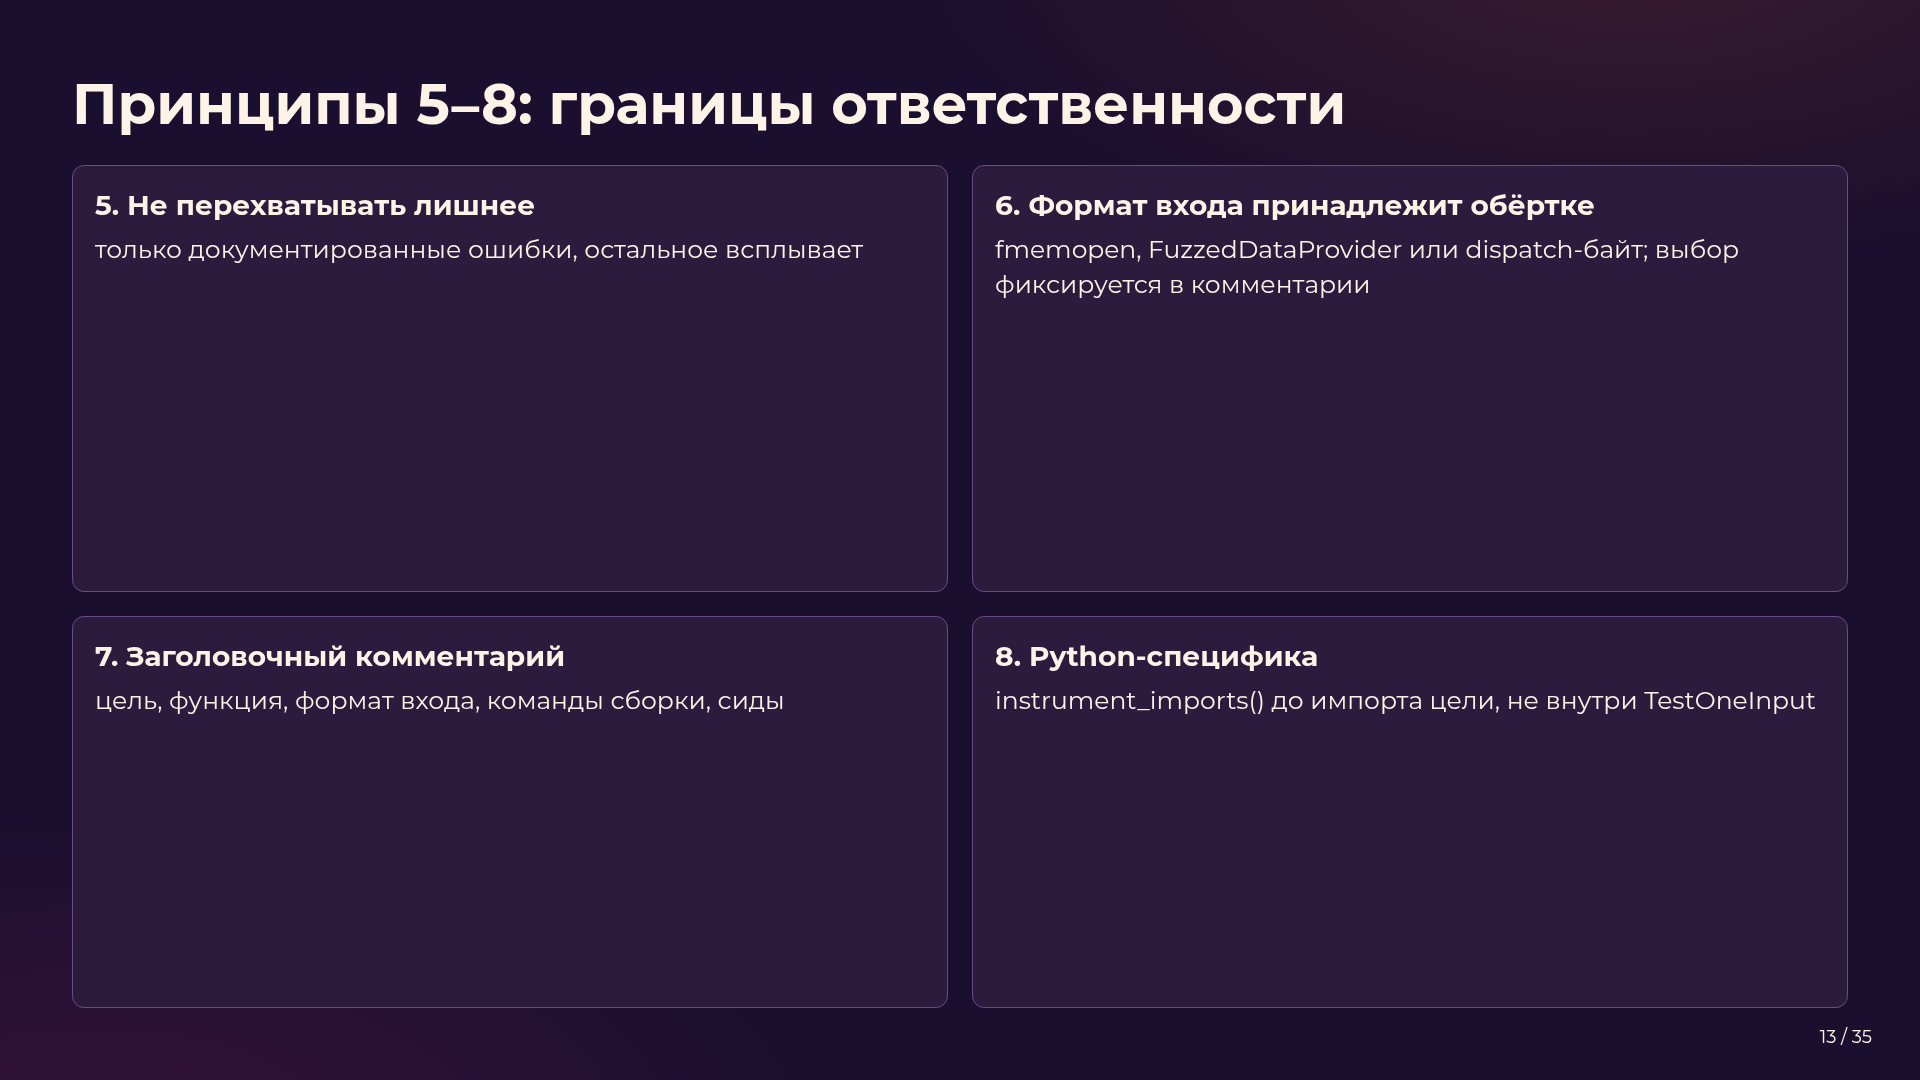 Принципы 5–8: границы ответственности
5. Не перехватывать лишнее
только документированные ошибки, остальное всплывает
6. Формат входа принадлежит обёртке
fmemopen, FuzzedDataProvider или dispatch-байт; выбор
фиксируется в комментарии
7. Заголовочный комментарий
цель, функция, формат входа, команды сборки, сиды
8. Python-специфика
instrument_imports() до импорта цели, не внутри TestOneInput
13 / 35